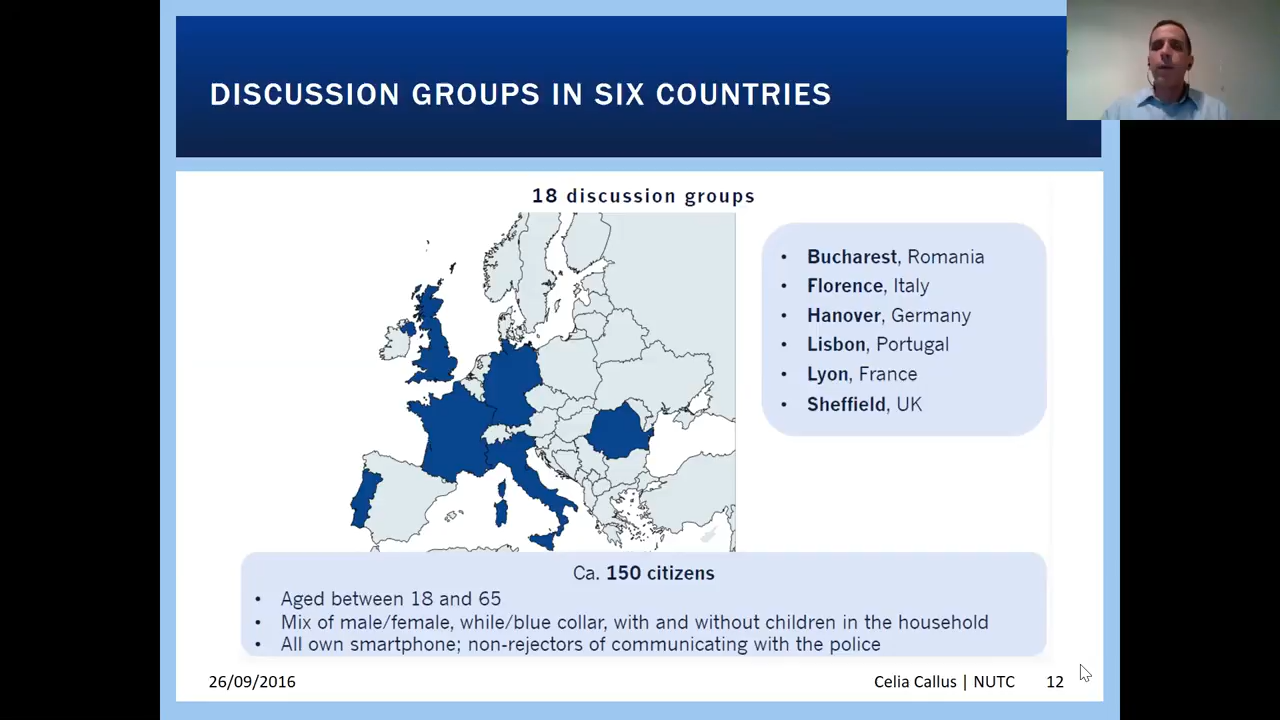 DISCUSSION GROUPS IN SIX COUNTRIES
18 discussion groups
• Bucharest, Romania
• Florence, Italy
• Hanover, Germany
• Lisbon, Portugal
• Lyon, France
• Sheffield, UK
Ca. 150 citizens
• Aged between 18 and 65
• Mix of male/female, while/blue collar, with and without children in the household
• All own smartphone; non-rejectors of communicating with the police
26/09/2016
Celia Callus | NUTC
12